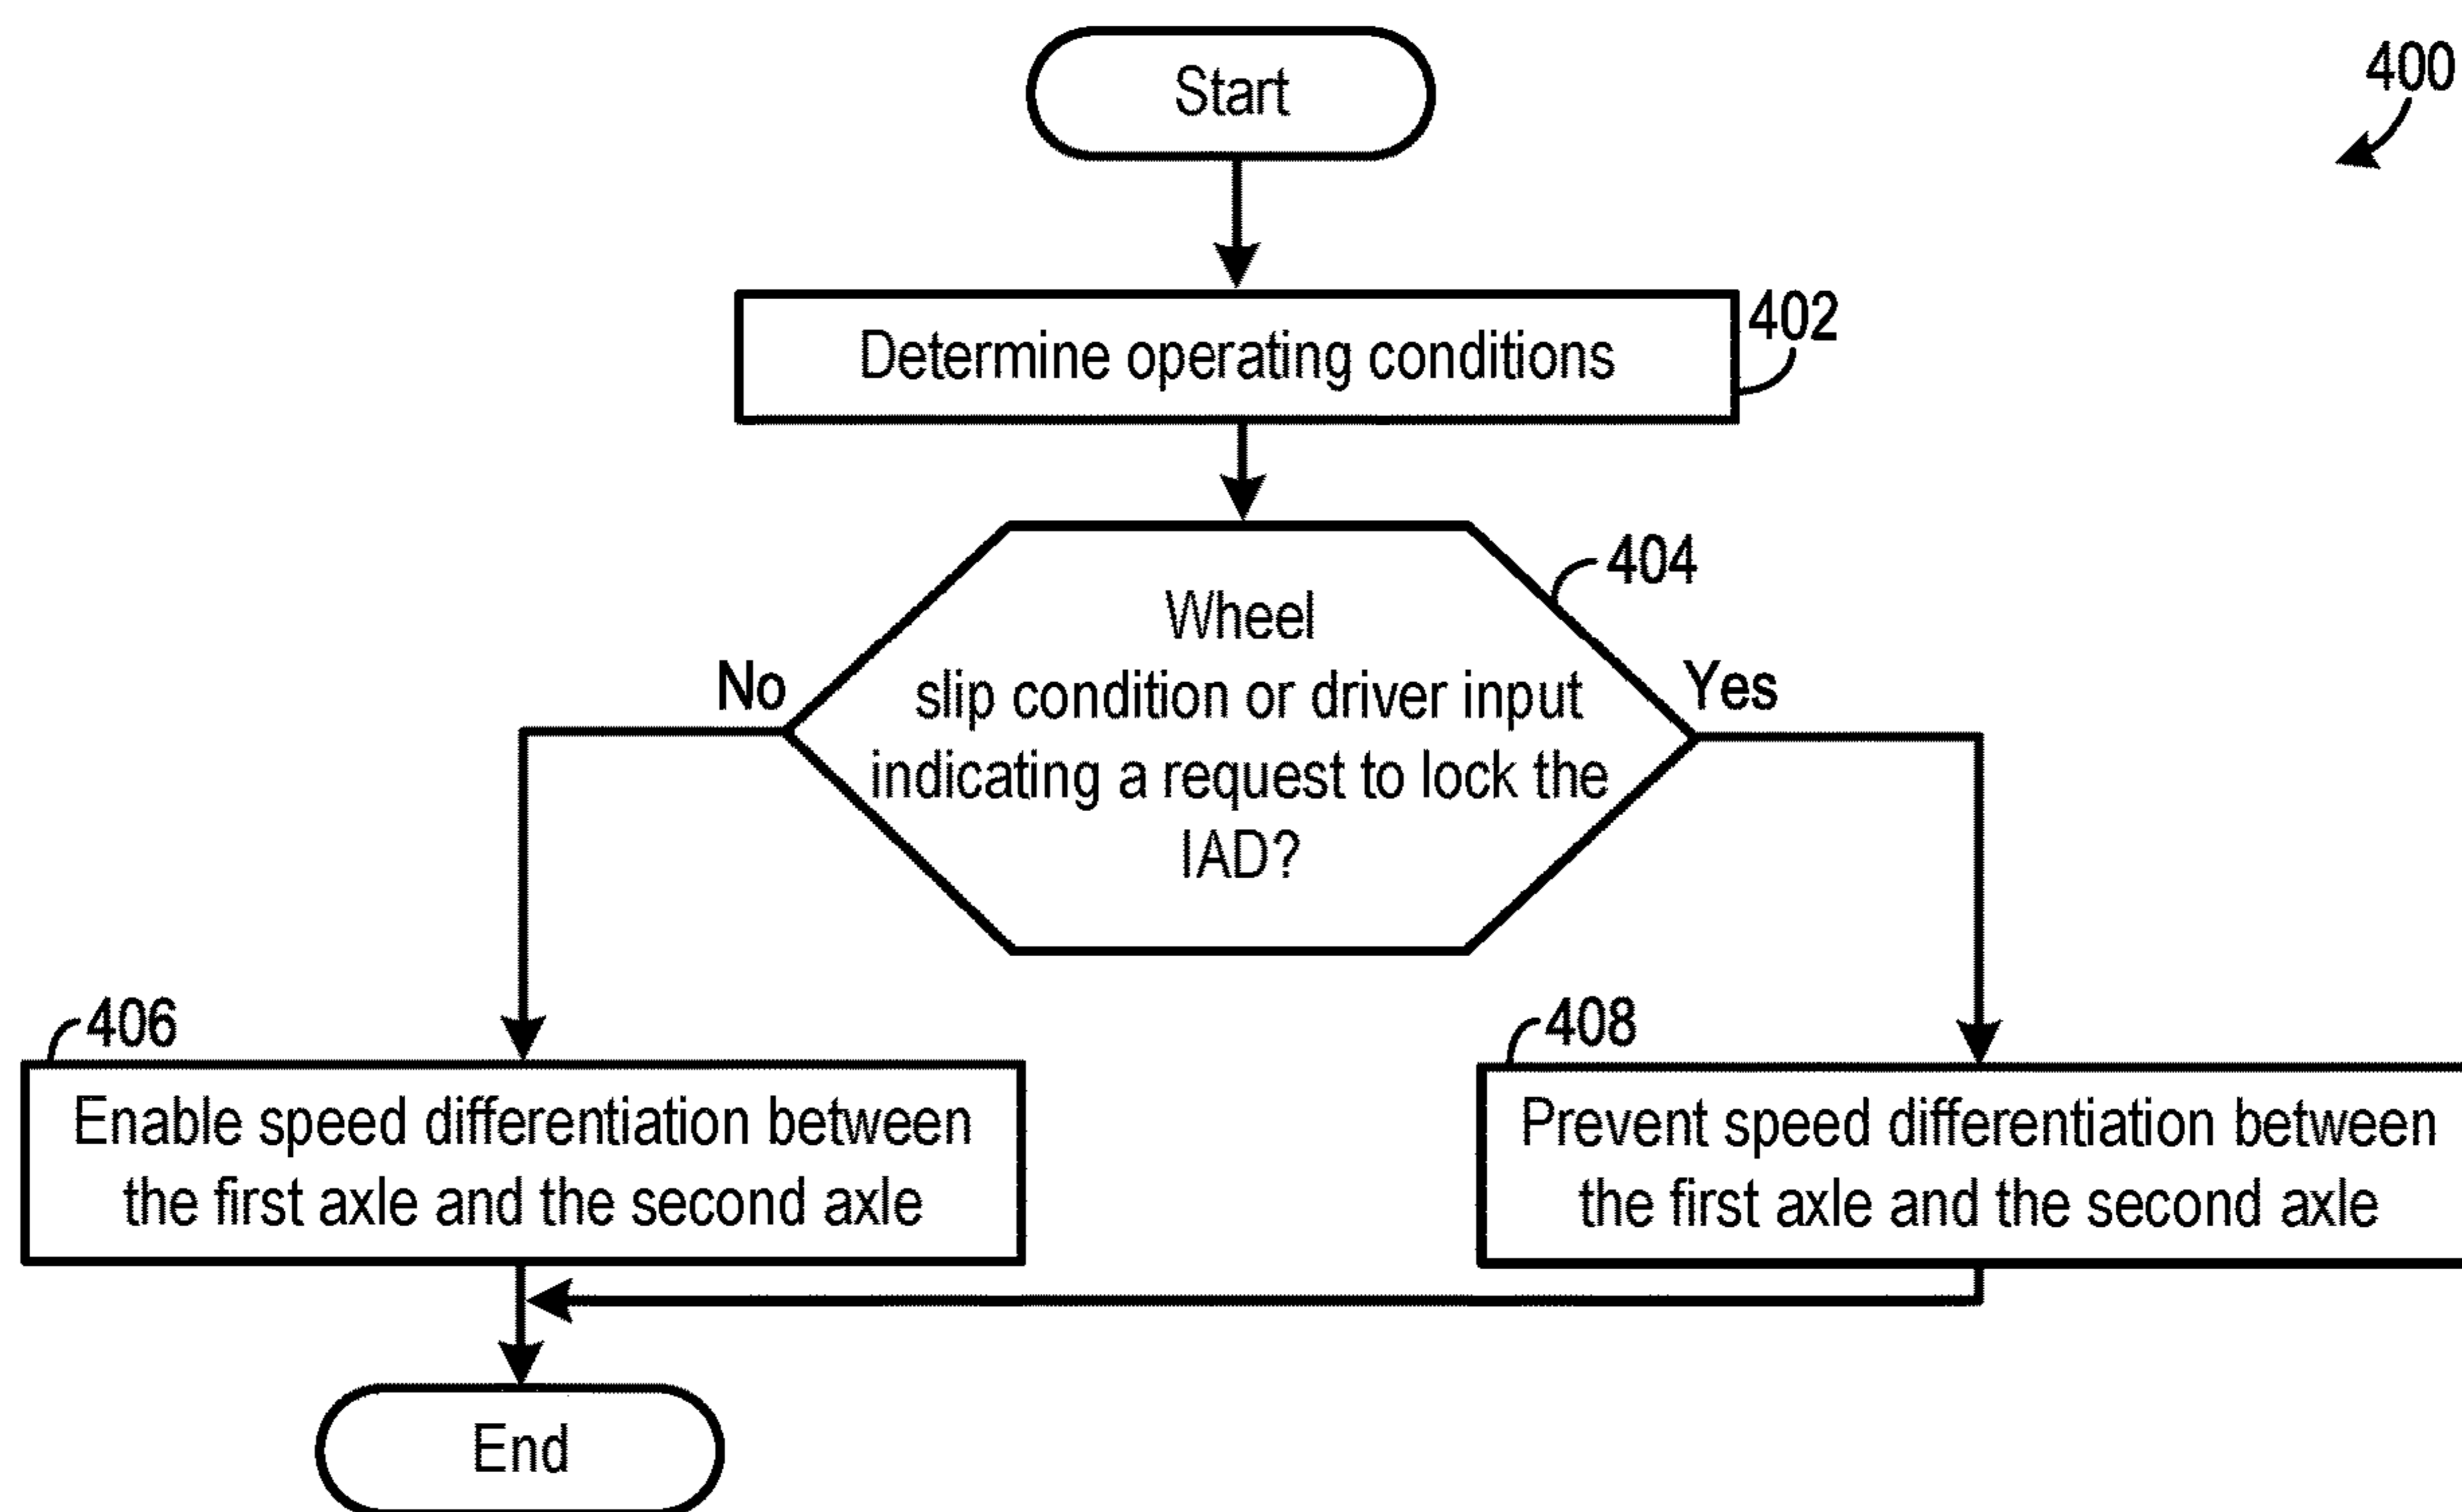 Start
400
402
Determine operating conditions
404
Wheel
slip condition or driver input
indicating a request to lock the
IAD?
No
Yes
406
Enable speed differentiation between
the first axle and the second axle
408
Prevent speed differentiation between
the first axle and the second axle
End